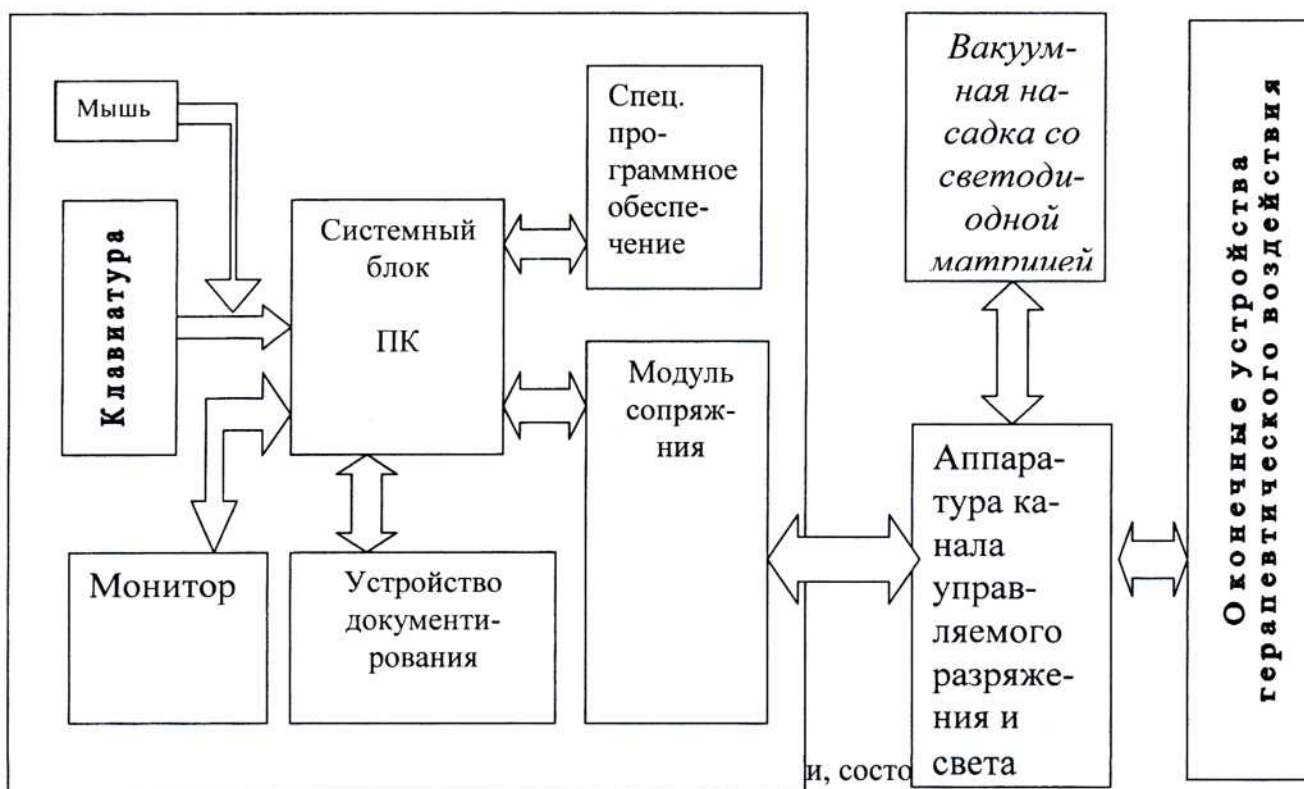 Мышь
Клавиатура
Системный
блок
ПК
Спец.
про-
граммное
обеспе-
чение
Модуль
сопряж-
ния
Монитор
Устройство
документи-
рования
Вакуум-
ная на-
садка со
светоди-
одной
матрицей
Аппара-
тура ка-
нала
управ-
ляемого
разряже-
ния и
света
Оконечные устройства
терапевтического воздействия
и, состо